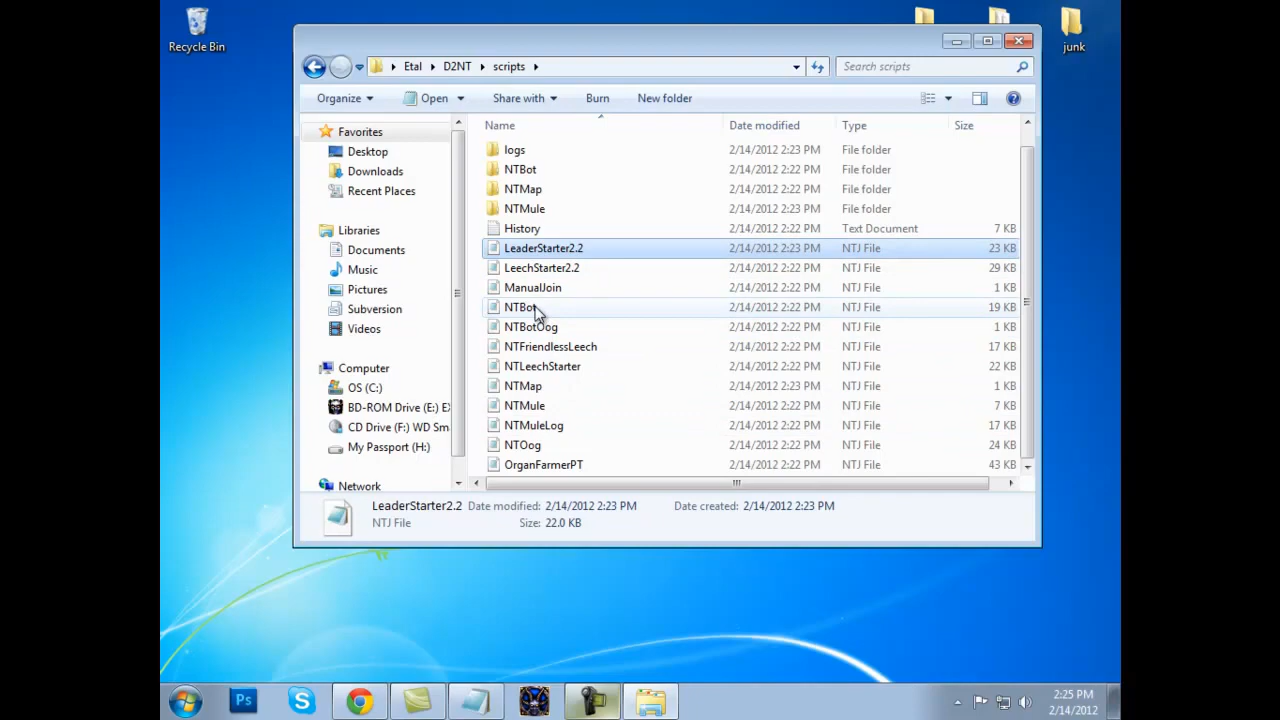 Recycle Bin
junk
Etal D2NT scripts
Search scripts
Organize Open Share with Burn New folder
Name Date modified Type Size
Favorites
Desktop
Downloads
Recent Places
Libraries
Documents
Music
Pictures
Subversion
Videos
Computer
OS (C:)
BD-ROM Drive (E:) EX
CD Drive (F:) WD Sm
My Passport (H:)
Network
logs 2/14/2012 2:23 PM File folder
NTBot 2/14/2012 2:23 PM File folder
NTMap 2/14/2012 2:22 PM File folder
NTMule 2/14/2012 2:23 PM File folder
History 2/14/2012 2:22 PM Text Document 7 KB
LeaderStarter2.2 2/14/2012 2:23 PM NTJ File 23 KB
LeechStarter2.2 2/14/2012 2:22 PM NTJ File 29 KB
ManualJoin 2/14/2012 2:22 PM NTJ File 1 KB
NTBot 2/14/2012 2:22 PM NTJ File 19 KB
NTBotOog 2/14/2012 2:22 PM NTJ File 1 KB
NTFriendlessLeech 2/14/2012 2:22 PM NTJ File 17 KB
NTLeechStarter 2/14/2012 2:22 PM NTJ File 22 KB
NTMap 2/14/2012 2:23 PM NTJ File 1 KB
NTMule 2/14/2012 2:22 PM NTJ File 7 KB
NTMuleLog 2/14/2012 2:22 PM NTJ File 17 KB
NTOog 2/14/2012 2:22 PM NTJ File 24 KB
OrganFarmerPT 2/14/2012 2:22 PM NTJ File 43 KB
LeaderStarter2.2 Date modified: 2/14/2012 2:23 PM Date created: 2/14/2012 2:23 PM
NTJ File Size: 22.0 KB
Ps
2:25 PM
2/14/2012